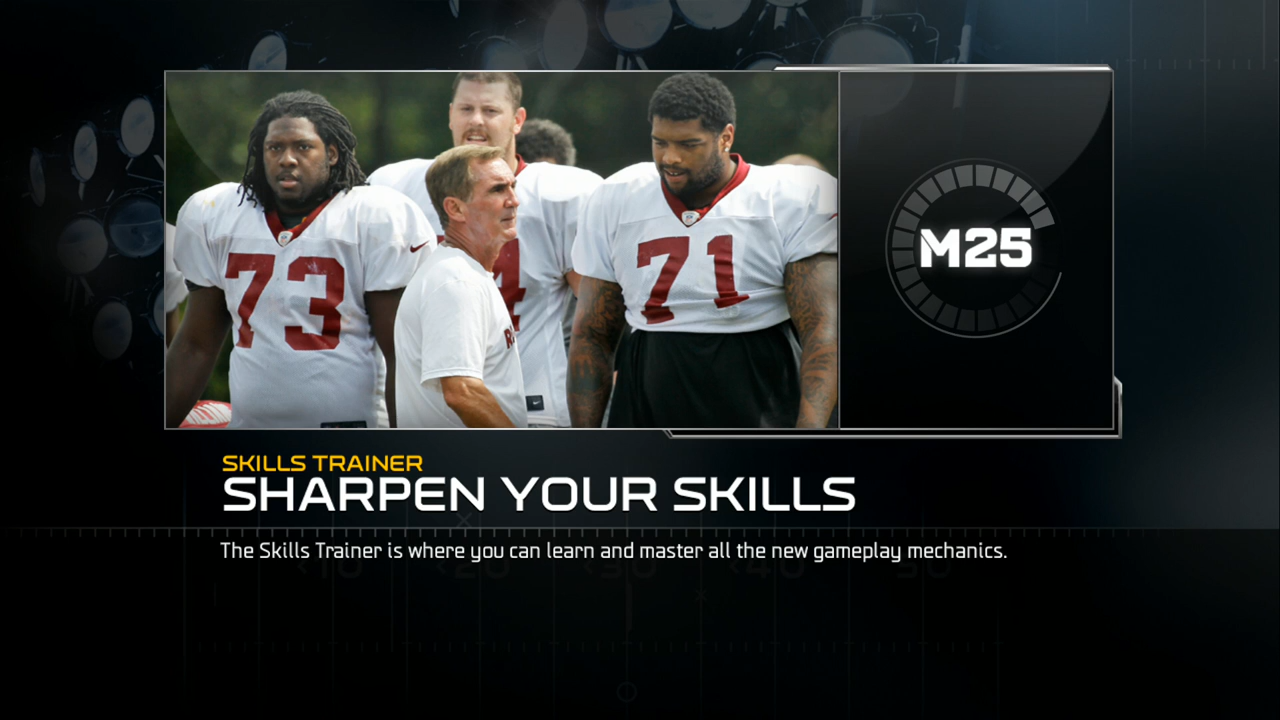 73
71
M25
SKILLS TRAINER
SHARPEN YOUR SKILLS
The Skills Trainer is where you can learn and master all the new gameplay mechanics.